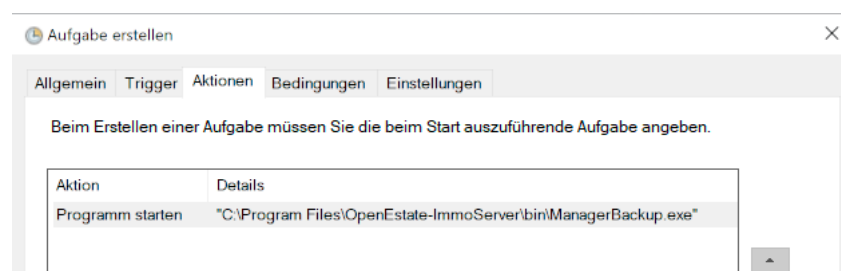 Aufgabe erstellen
Allgemein Trigger Aktionen Bedingungen Einstellungen
Beim Erstellen einer Aufgabe müssen Sie die beim Start auszuführende Aufgabe angeben.
Aktion Details
Programm starten "C:\Program Files\OpenEstate-ImmoServer\bin\ManagerBackup.exe"